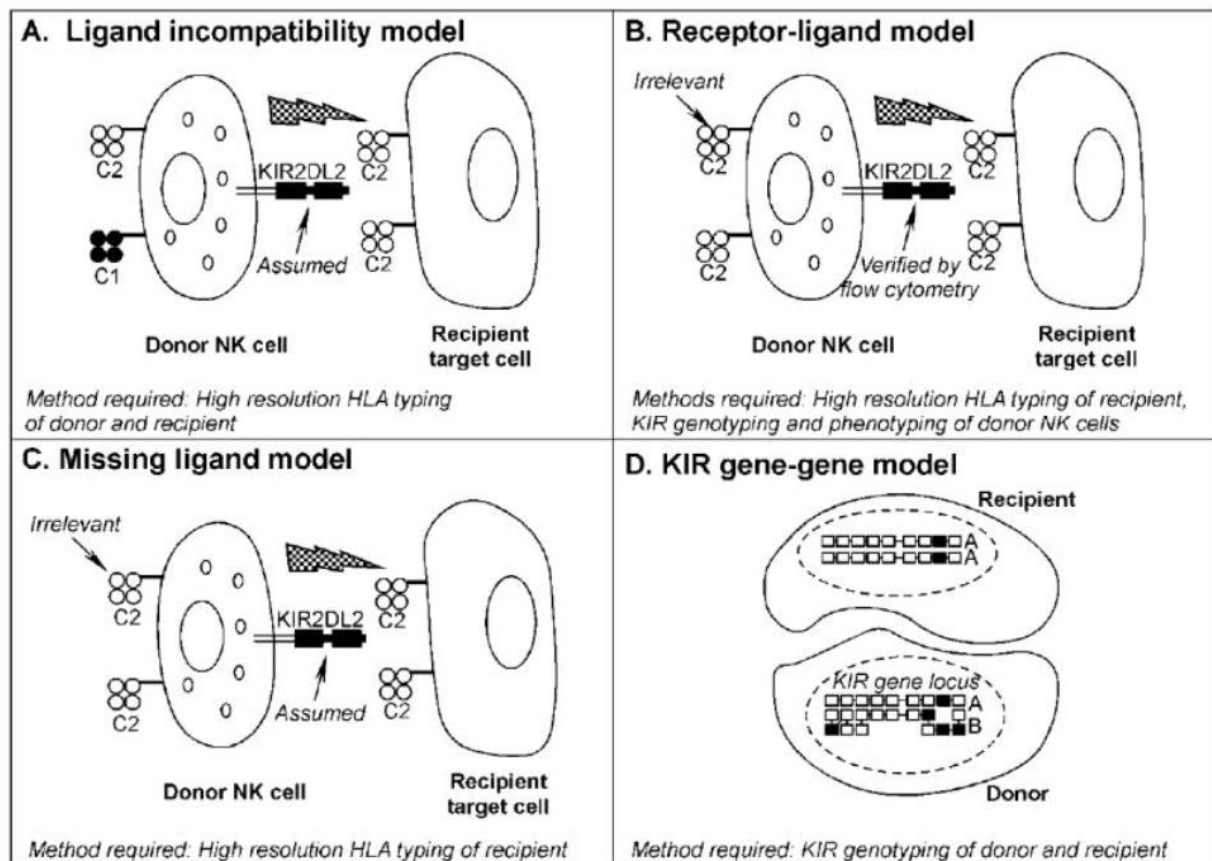 A. Ligand incompatibility model
C2
C1
KIR2DL2
Assumed
C2
C2
Donor NK cell
Recipient
target cell
Method required: High resolution HLA typing
of donor and recipient
B. Receptor-ligand model
Irrelevant
C2
C2
KIR2DL2
Verified by
flow cytometry
C2
C2
Donor NK cell
Recipient
target cell
Methods required: High resolution HLA typing of recipient,
KIR genotyping and phenotyping of donor NK cells
C. Missing ligand model
Irrelevant
C2
C2
KIR2DL2
Assumed
C2
C2
Donor NK cell
Recipient
target cell
Method required: High resolution HLA typing of recipient
D. KIR gene-gene model
Recipient
A
A
KIR gene locus
A
B
Donor
Method required: KIR genotyping of donor and recipient